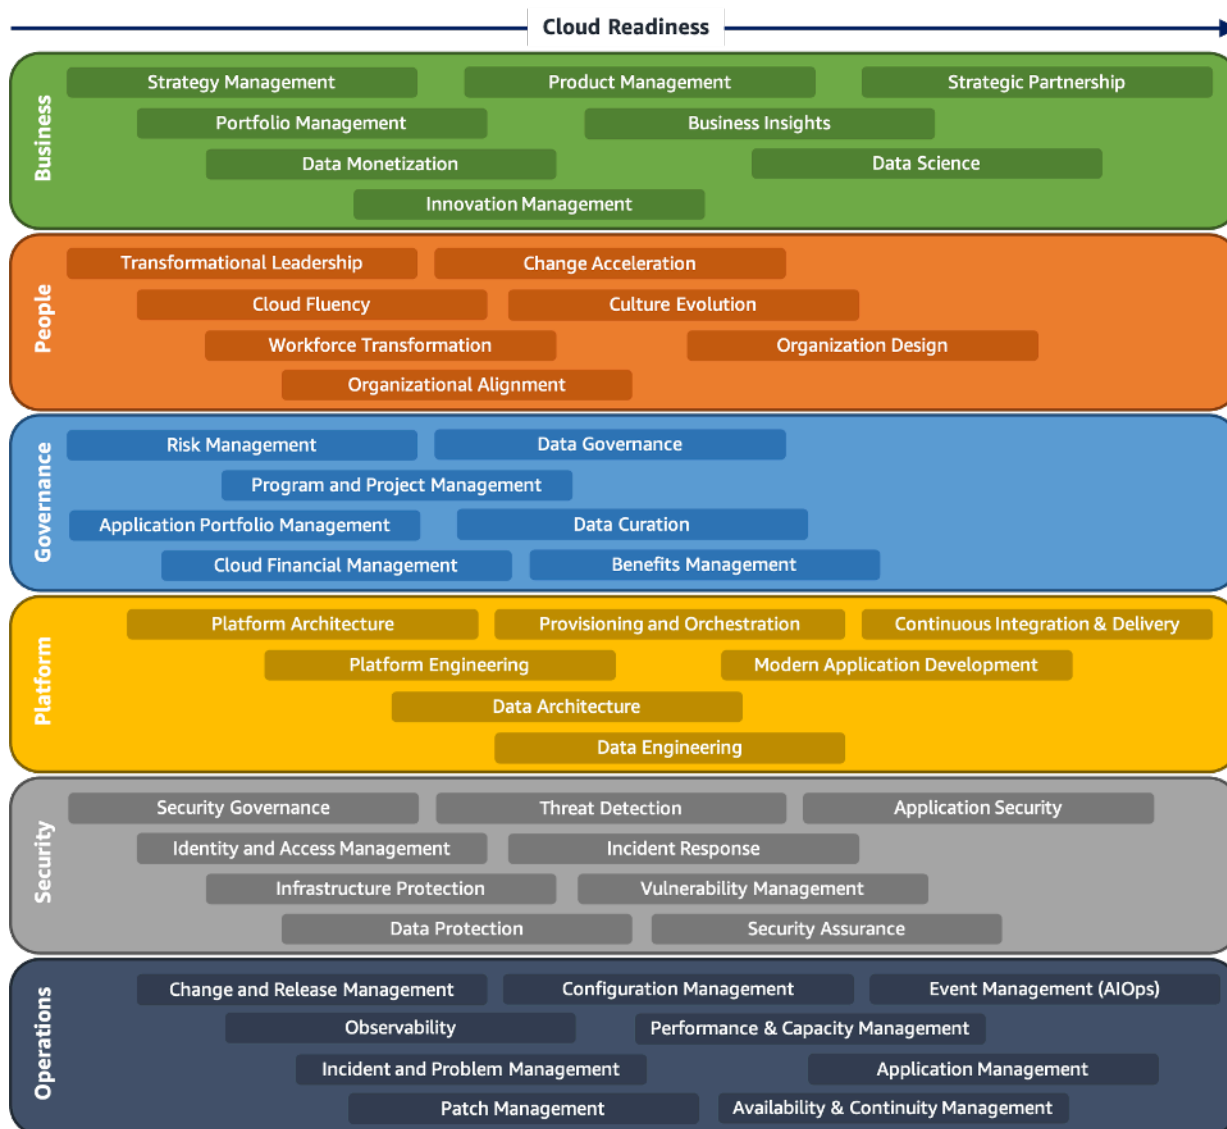 Cloud Readiness
Business
Strategy Management
Product Management
Strategic Partnership
Portfolio Management
Business Insights
Data Monetization
Data Science
Innovation Management
People
Transformational Leadership
Change Acceleration
Cloud Fluency
Culture Evolution
Workforce Transformation
Organization Design
Organizational Alignment
Governance
Risk Management
Data Governance
Program and Project Management
Application Portfolio Management
Data Curation
Cloud Financial Management
Benefits Management
Platform
Platform Architecture
Provisioning and Orchestration
Continuous Integration & Delivery
Platform Engineering
Modern Application Development
Data Architecture
Data Engineering
Security
Security Governance
Threat Detection
Application Security
Identity and Access Management
Incident Response
Infrastructure Protection
Vulnerability Management
Data Protection
Security Assurance
Operations
Change and Release Management
Configuration Management
Event Management (AIOps)
Observability
Performance & Capacity Management
Incident and Problem Management
Application Management
Patch Management
Availability & Continuity Management